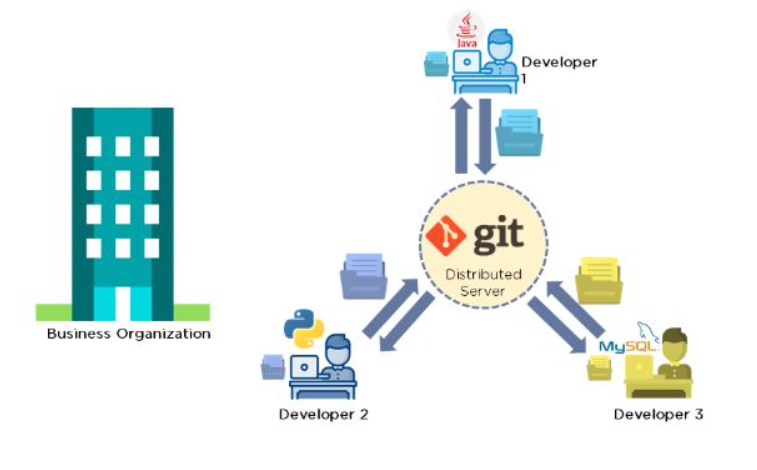 Java
Developer
1
git
Distributed
Server
Business Organization
MySQL
Developer 2
Developer 3